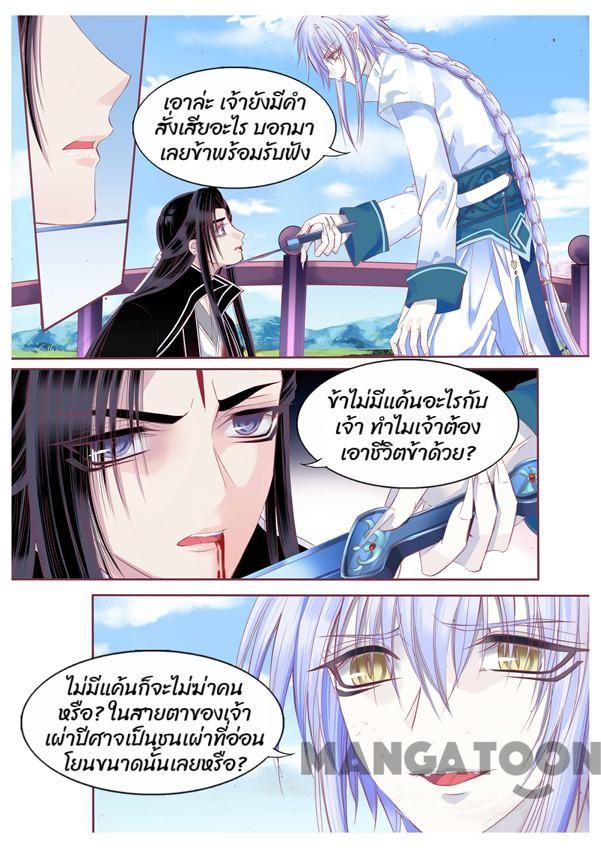 เอาล่ะ เจ้ายังมีคำ
สั่งเสียอะไร บอกมา
เลยข้าพร้อมรับฟัง
ข้าไม่มีแค้นอะไรกับ
เจ้า ทำไมเจ้าต้อง
เอาชีวิตข้าด้วย?
ไม่มีแค้นก็จะไม่ฆ่าคน
หรือ? ในสายตาของเจ้า
เผ่าปีศาจเป็นชนเผ่าที่อ่อน
โยนขนาดนั้นเลยหรือ?
MANGATOON